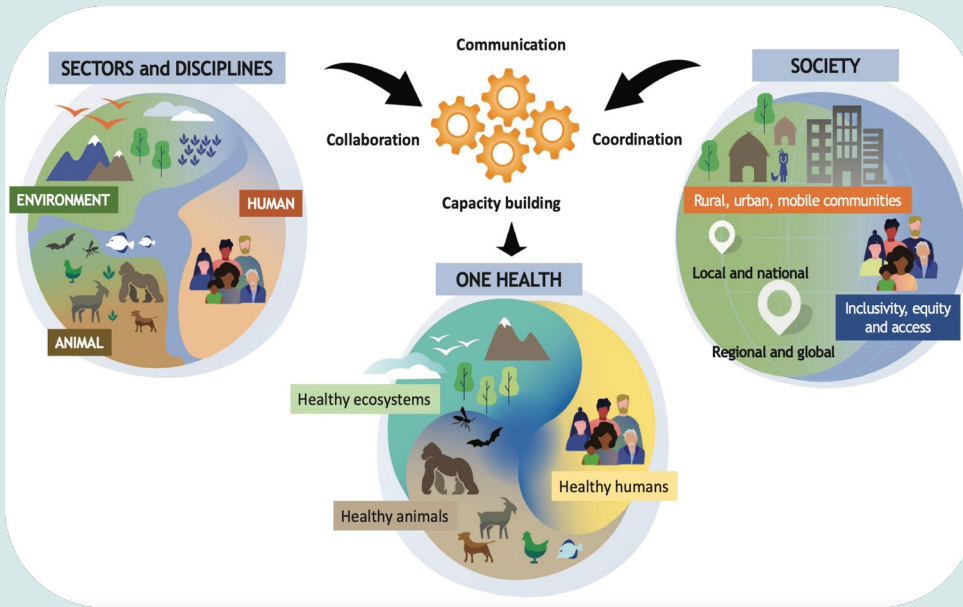 Communication
SECTORS and DISCIPLINES
SOCIETY
Collaboration
Coordination
ENVIRONMENT
HUMAN
Rural, urban, mobile communities
Capacity building
Local and national
ONE HEALTH
Inclusivity, equity
and access
ANIMAL
Regional and global
Healthy ecosystems
Healthy humans
Healthy animals